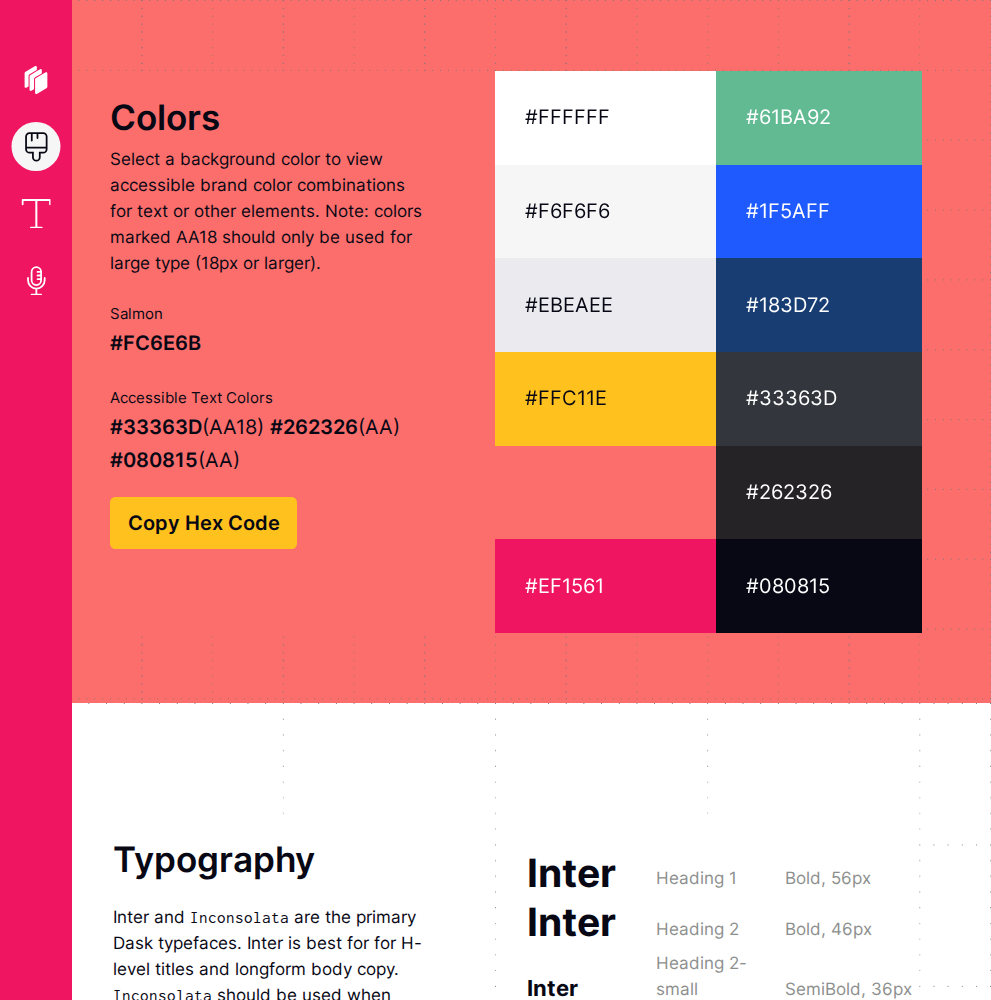 Colors
Select a background color to view
accessible brand color combinations
for text or other elements. Note: colors
marked AA18 should only be used for
large type (18px or larger).
Salmon
#FC6E6B
Accessible Text Colors
#33363D(AA18) #262326(AA)
#080815(AA)
Copy Hex Code
#FFFFFF #61BA92
#F6F6F6 #1F5AFF
#EBEAEE #183D72
#FFC11E #33363D
#262326
#EF1561 #080815
Typography
Inter and Inconsolata are the primary
Dask typefaces. Inter is best for for H-
level titles and longform body copy.
Inconsolata should be used when
Inter Heading 1 Bold, 56px
Inter Heading 2 Bold, 46px
Heading 2-
Inter small SemiBold, 36px